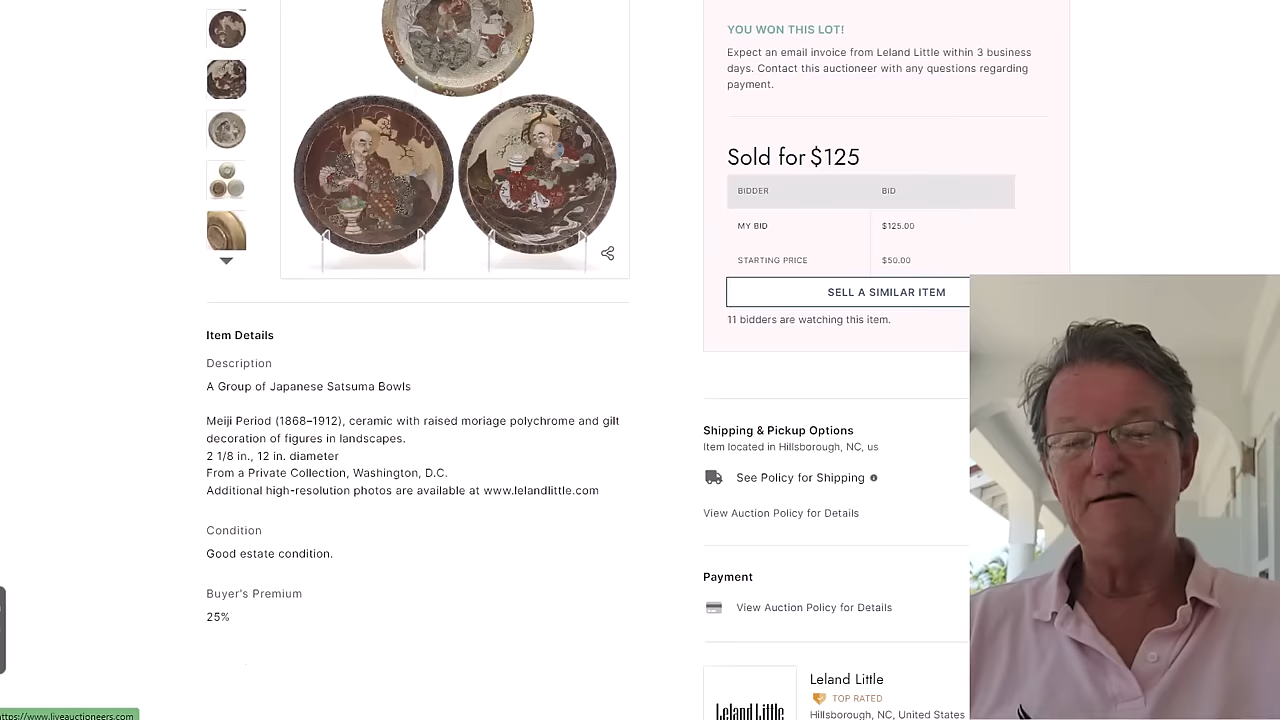 YOU WON THIS LOT!
Expect an email invoice from Leland Little within 3 business
days. Contact this auctioneer with any questions regarding
payment.
Sold for $125
BIDDER BID
MY BID $125.00
STARTING PRICE $50.00
SELL A SIMILAR ITEM
11 bidders are watching this item.
Item Details
Description
A Group of Japanese Satsuma Bowls
Meiji Period (1868–1912), ceramic with raised moriage polychrome and gilt
decoration of figures in landscapes.
2 1/8 in., 12 in. diameter
From a Private Collection, Washington, D.C.
Additional high-resolution photos are available at www.lelandlittle.com
Condition
Good estate condition.
Buyer's Premium
25%
Shipping & Pickup Options
Item located in Hillsborough, NC, us
See Policy for Shipping
View Auction Policy for Details
Payment
View Auction Policy for Details
Leland Little
Leland Little
TOP RATED
Hillsborough, NC, United States
https://www.liveauctioneers.com